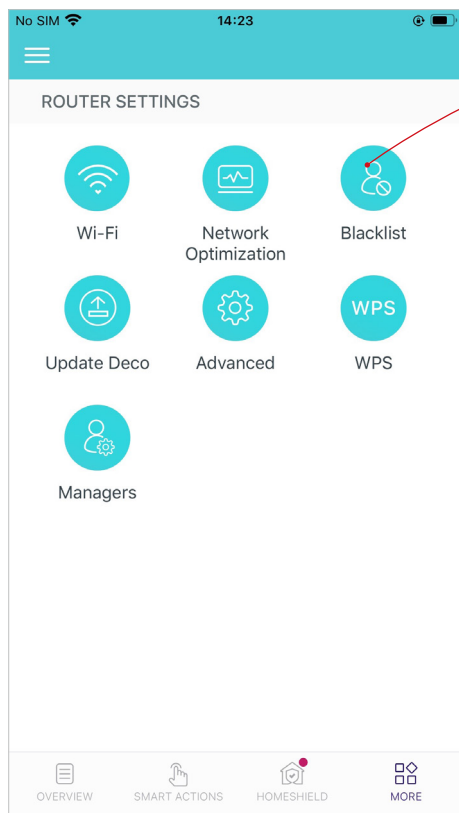 No SIM 14:23
ROUTER SETTINGS
Wi-Fi
Network
Optimization
Blacklist
Update Deco
Advanced
WPS
WPS
Managers
OVERVIEW
SMART ACTIONS
HOMESHIELD
MORE